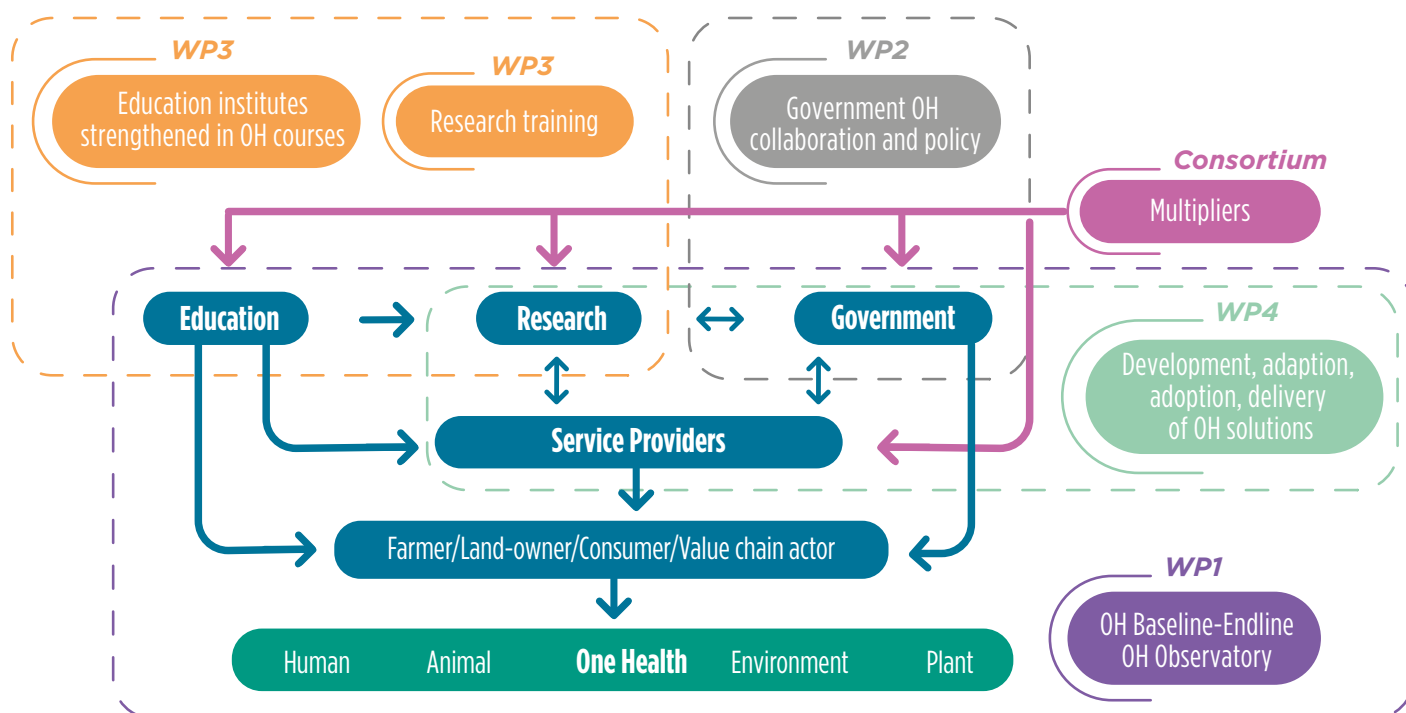 WP3
Education institutes
strengthened in OH courses
WP3
Research training
WP2
Government OH
collaboration and policy
Consortium
Multipliers
Education
Research
Government
WP4
Development, adaption,
adoption, delivery
of OH solutions
Service Providers
Farmer/Land-owner/Consumer/Value chain actor
WP1
OH Baseline-Endline
OH Observatory
Human Animal One Health Environment Plant